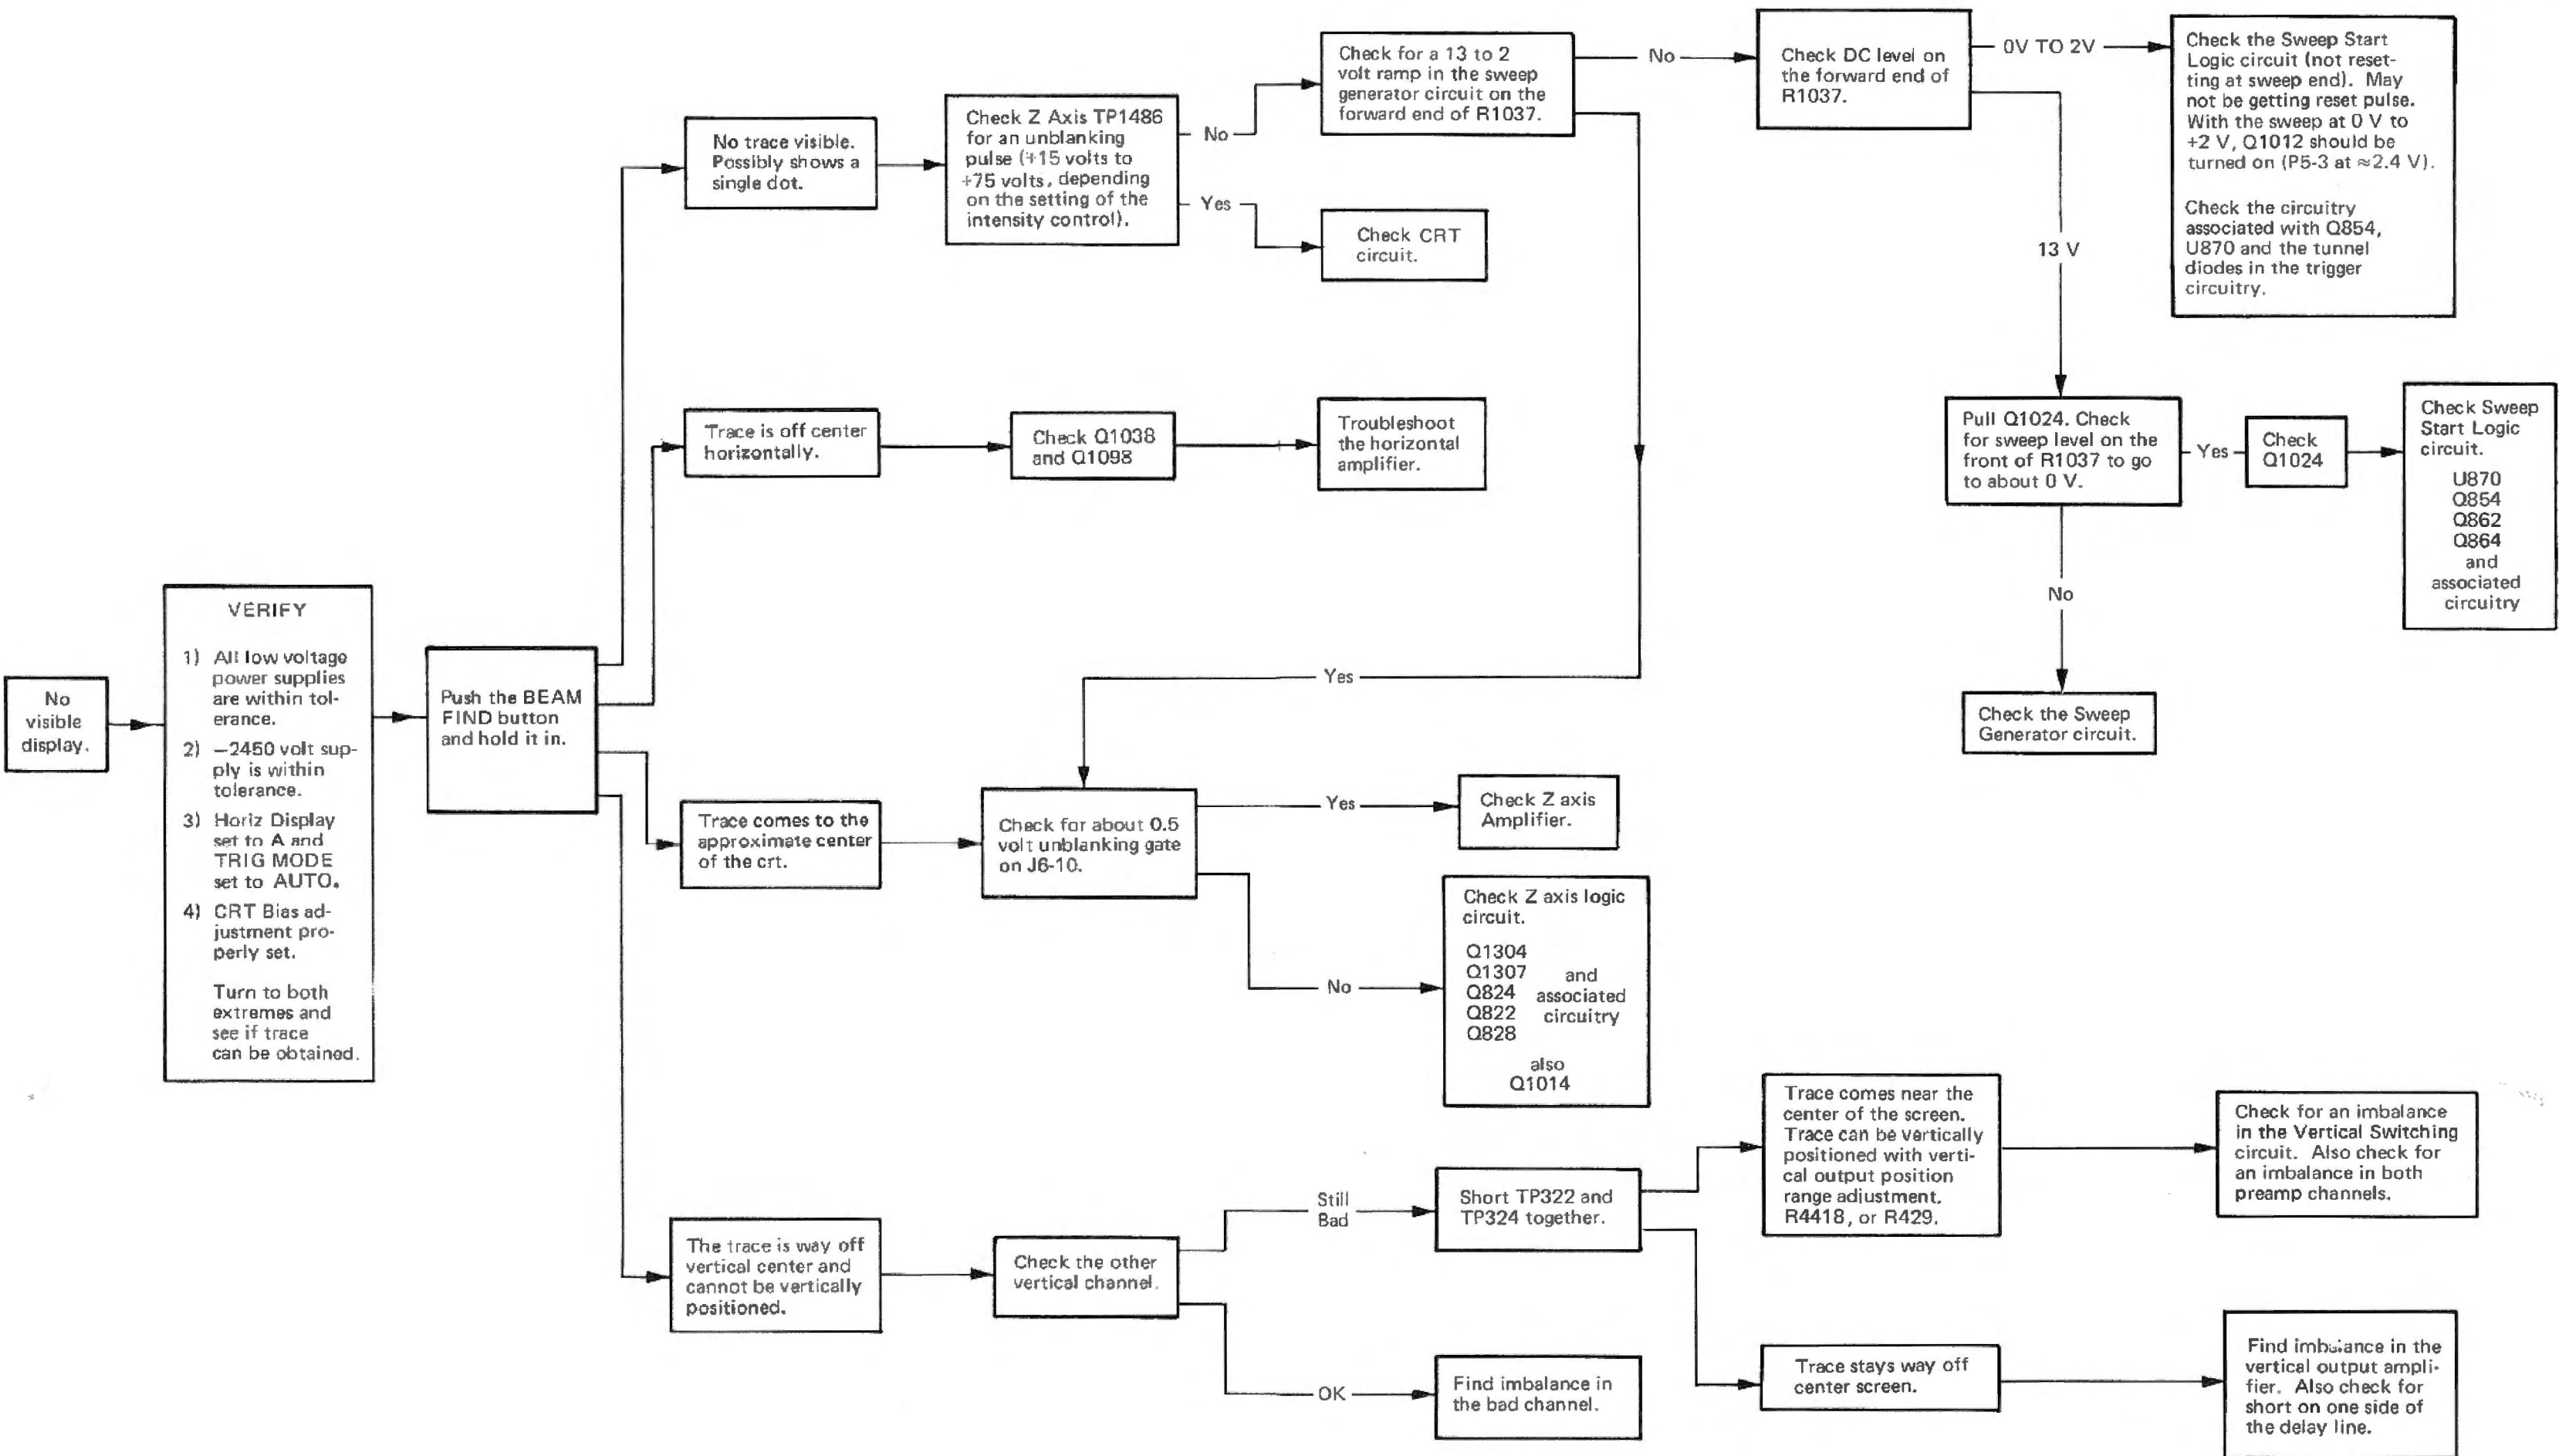 No
visible
display.
VERIFY
1) All low voltage
power supplies
are within tol-
erance.
2) −2450 volt sup-
ply is within
tolerance.
3) Horiz Display
set to A and
TRIG MODE
set to AUTO.
4) CRT Bias ad-
justment pro-
perly set.
Turn to both
extremes and
see if trace
can be obtained.
Push the BEAM
FIND button
and hold it in.
No trace visible.
Possibly shows a
single dot.
Check Z Axis TP1486
for an unblanking
pulse (+15 volts to
+75 volts, depending
on the setting of the
intensity control).
No
Yes
Check for a 13 to 2
volt ramp in the sweep
generator circuit on the
forward end of R1037.
Check CRT
circuit.
No
Check DC level on
the forward end of
R1037.
0V TO 2V
Check the Sweep Start
Logic circuit (not reset-
ting at sweep end). May
not be getting reset pulse.
With the sweep at 0 V to
+2 V, Q1012 should be
turned on (P5-3 at ≈2.4 V).
Check the circuitry
associated with Q854,
U870 and the tunnel
diodes in the trigger
circuitry.
13 V
Pull Q1024. Check
for sweep level on the
front of R1037 to go
to about 0 V.
Yes
Check
Q1024
Check Sweep
Start Logic
circuit.
U870
Q854
Q862
Q864
and
associated
circuitry
No
Check the Sweep
Generator circuit.
Trace is off center
horizontally.
Check Q1038
and Q1098
Troubleshoot
the horizontal
amplifier.
Yes
Trace comes to the
approximate center
of the crt.
Check for about 0.5
volt unblanking gate
on J6-10.
Yes
Check Z axis
Amplifier.
No
Check Z axis logic
circuit.
Q1304
Q1307 and
Q824 associated
Q822 circuitry
Q828
also
Q1014
The trace is way off
vertical center and
cannot be vertically
positioned.
Check the other
vertical channel.
Still
Bad
Short TP322 and
TP324 together.
OK
Find imbalance in
the bad channel.
Trace comes near the
center of the screen.
Trace can be vertically
positioned with verti-
cal output position
range adjustment.
R4418, or R429.
Check for an imbalance
in the Vertical Switching
circuit. Also check for
an imbalance in both
preamp channels.
Trace stays way off
center screen.
Find imbalance in the
vertical output ampli-
fier. Also check for
short on one side of
the delay line.